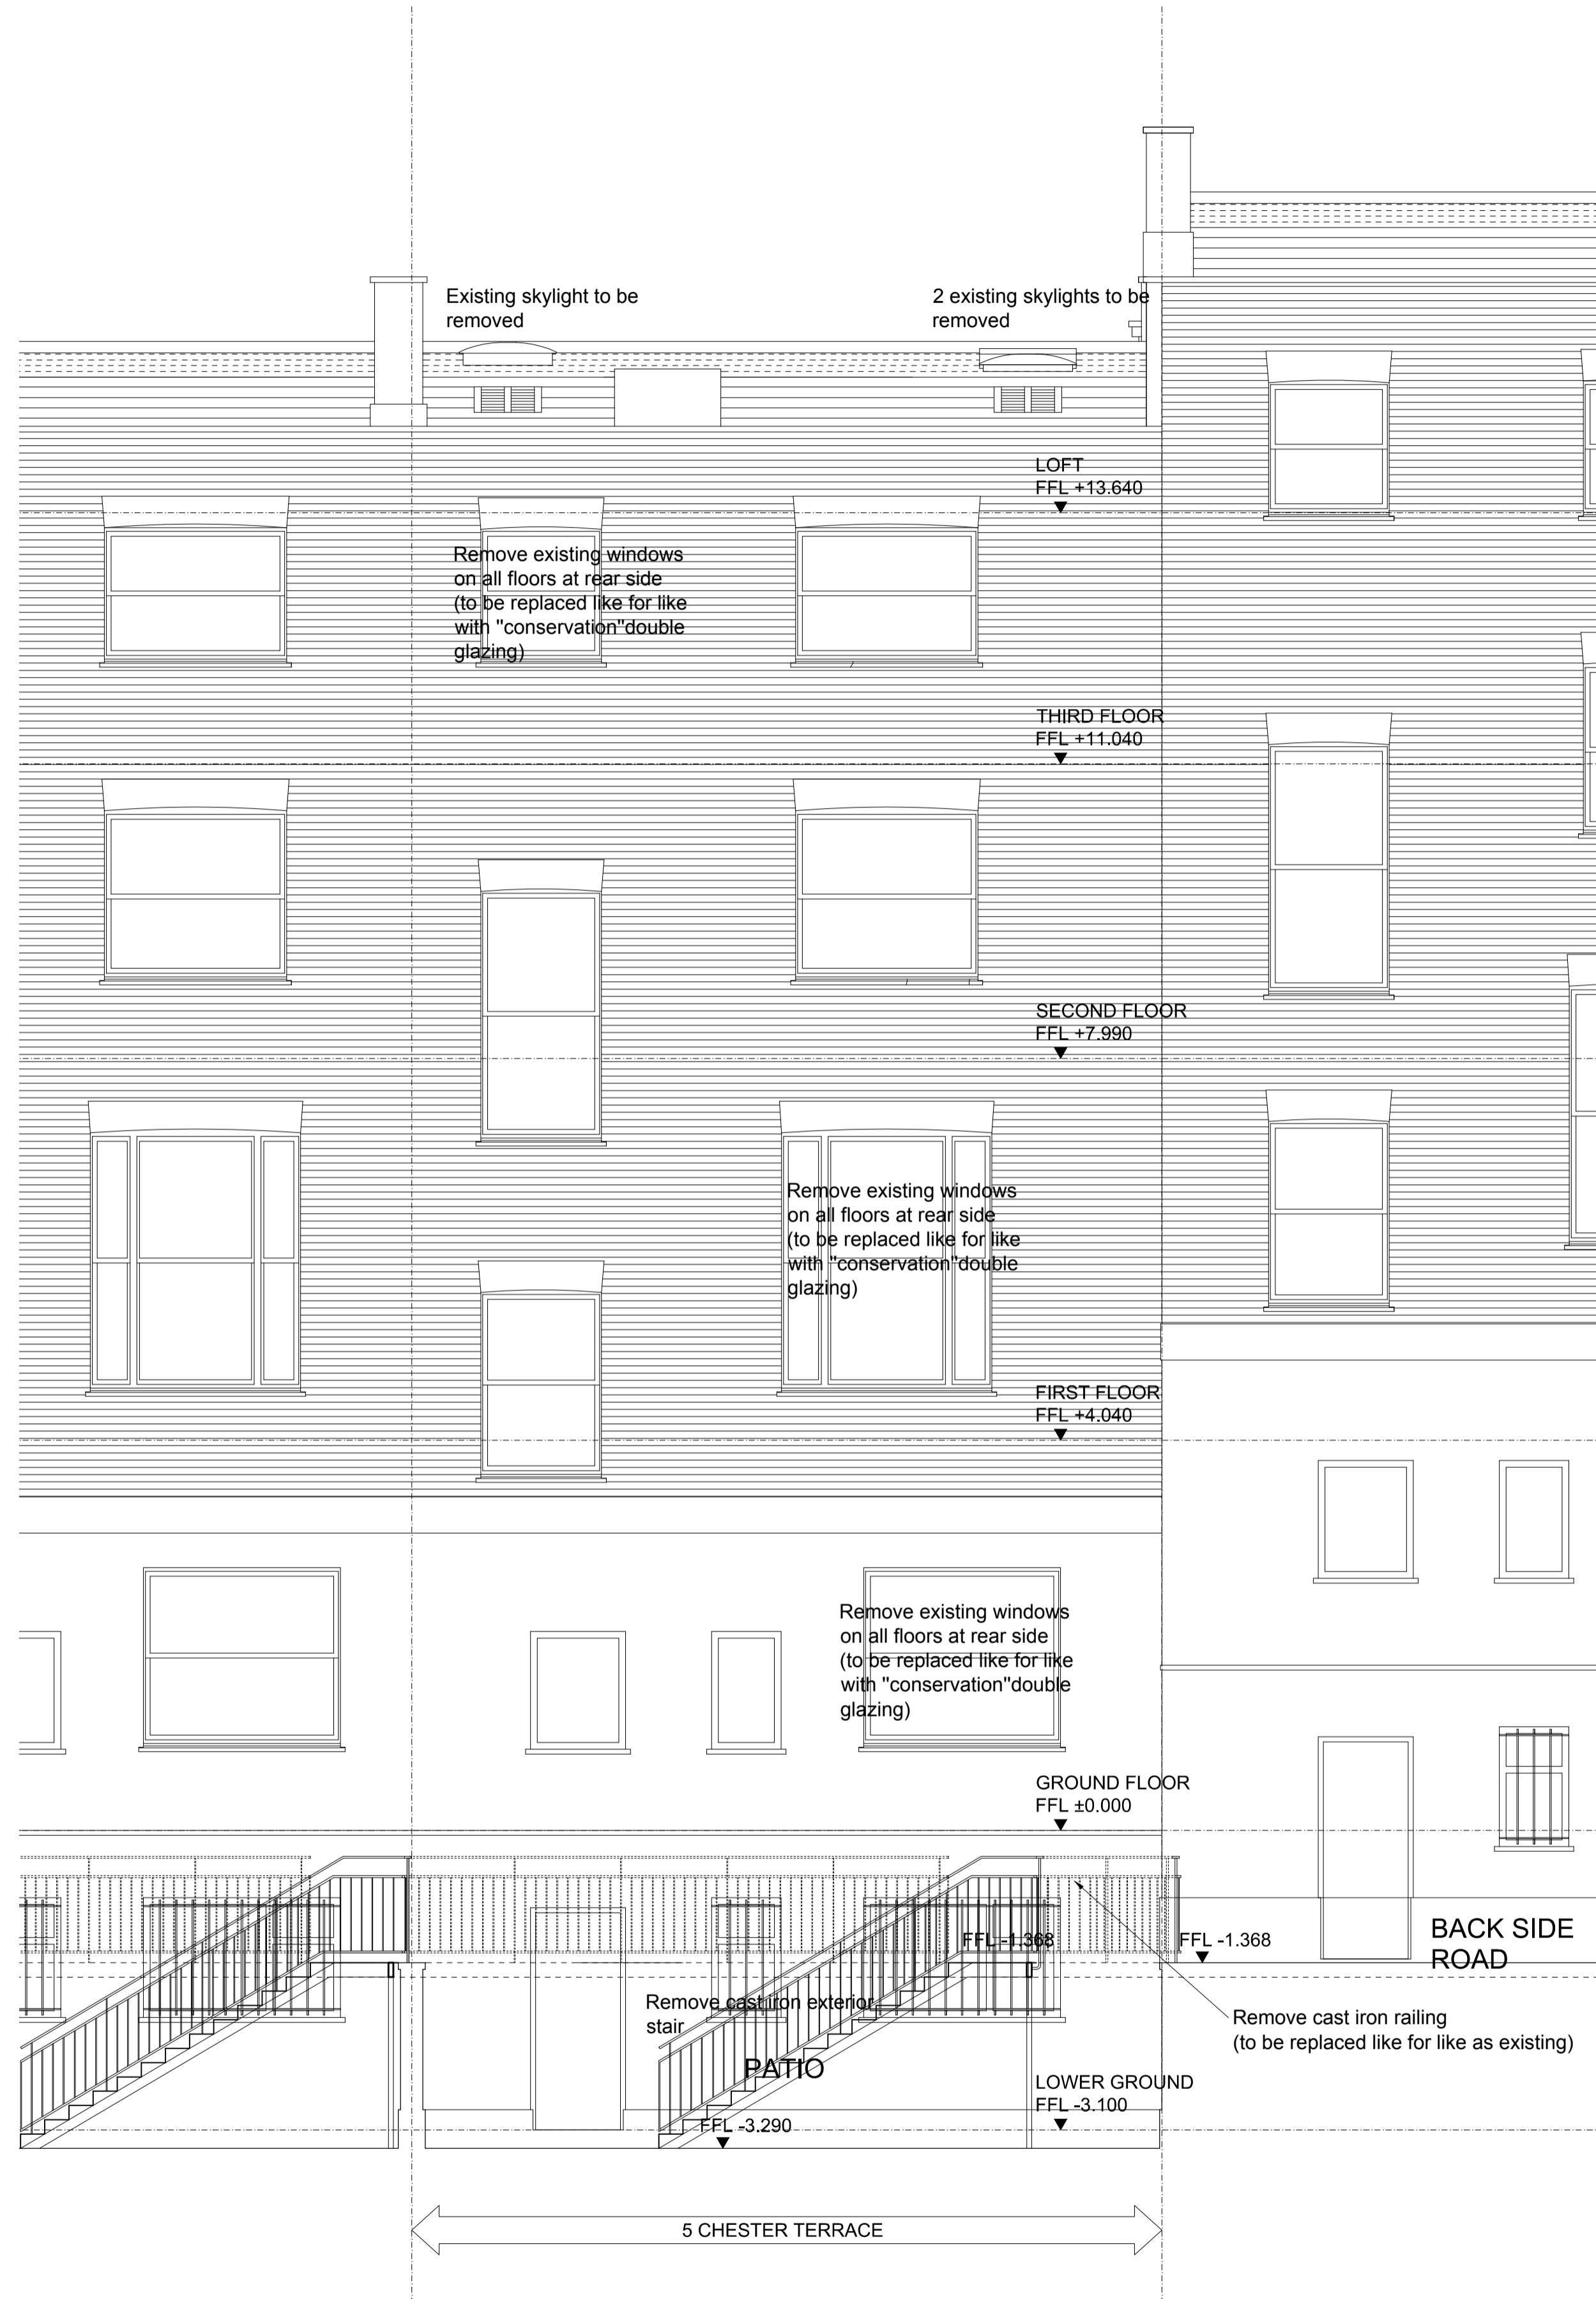 Existing skylight to be
removed
2 existing skylights to be
removed
LOFT
FFL +13.640
Remove existing windows
on all floors at rear side
(to be replaced like for like
with "conservation"double
glazing)
THIRD FLOOR
FFL +11.040
SECOND FLOOR
FFL +7.990
Remove existing windows
on all floors at rear side
(to be replaced like for like
with "conservation"double
glazing)
FIRST FLOOR
FFL +4.040
Remove existing windows
on all floors at rear side
(to be replaced like for like
with "conservation"double
glazing)
GROUND FLOOR
FFL ±0.000
FFL -1.368
FFL -1.368
BACK SIDE
ROAD
Remove cast iron exterior
stair
Remove cast iron railing
(to be replaced like for like as existing)
PATIO
LOWER GROUND
FFL -3.100
FFL -3.290
5 CHESTER TERRACE